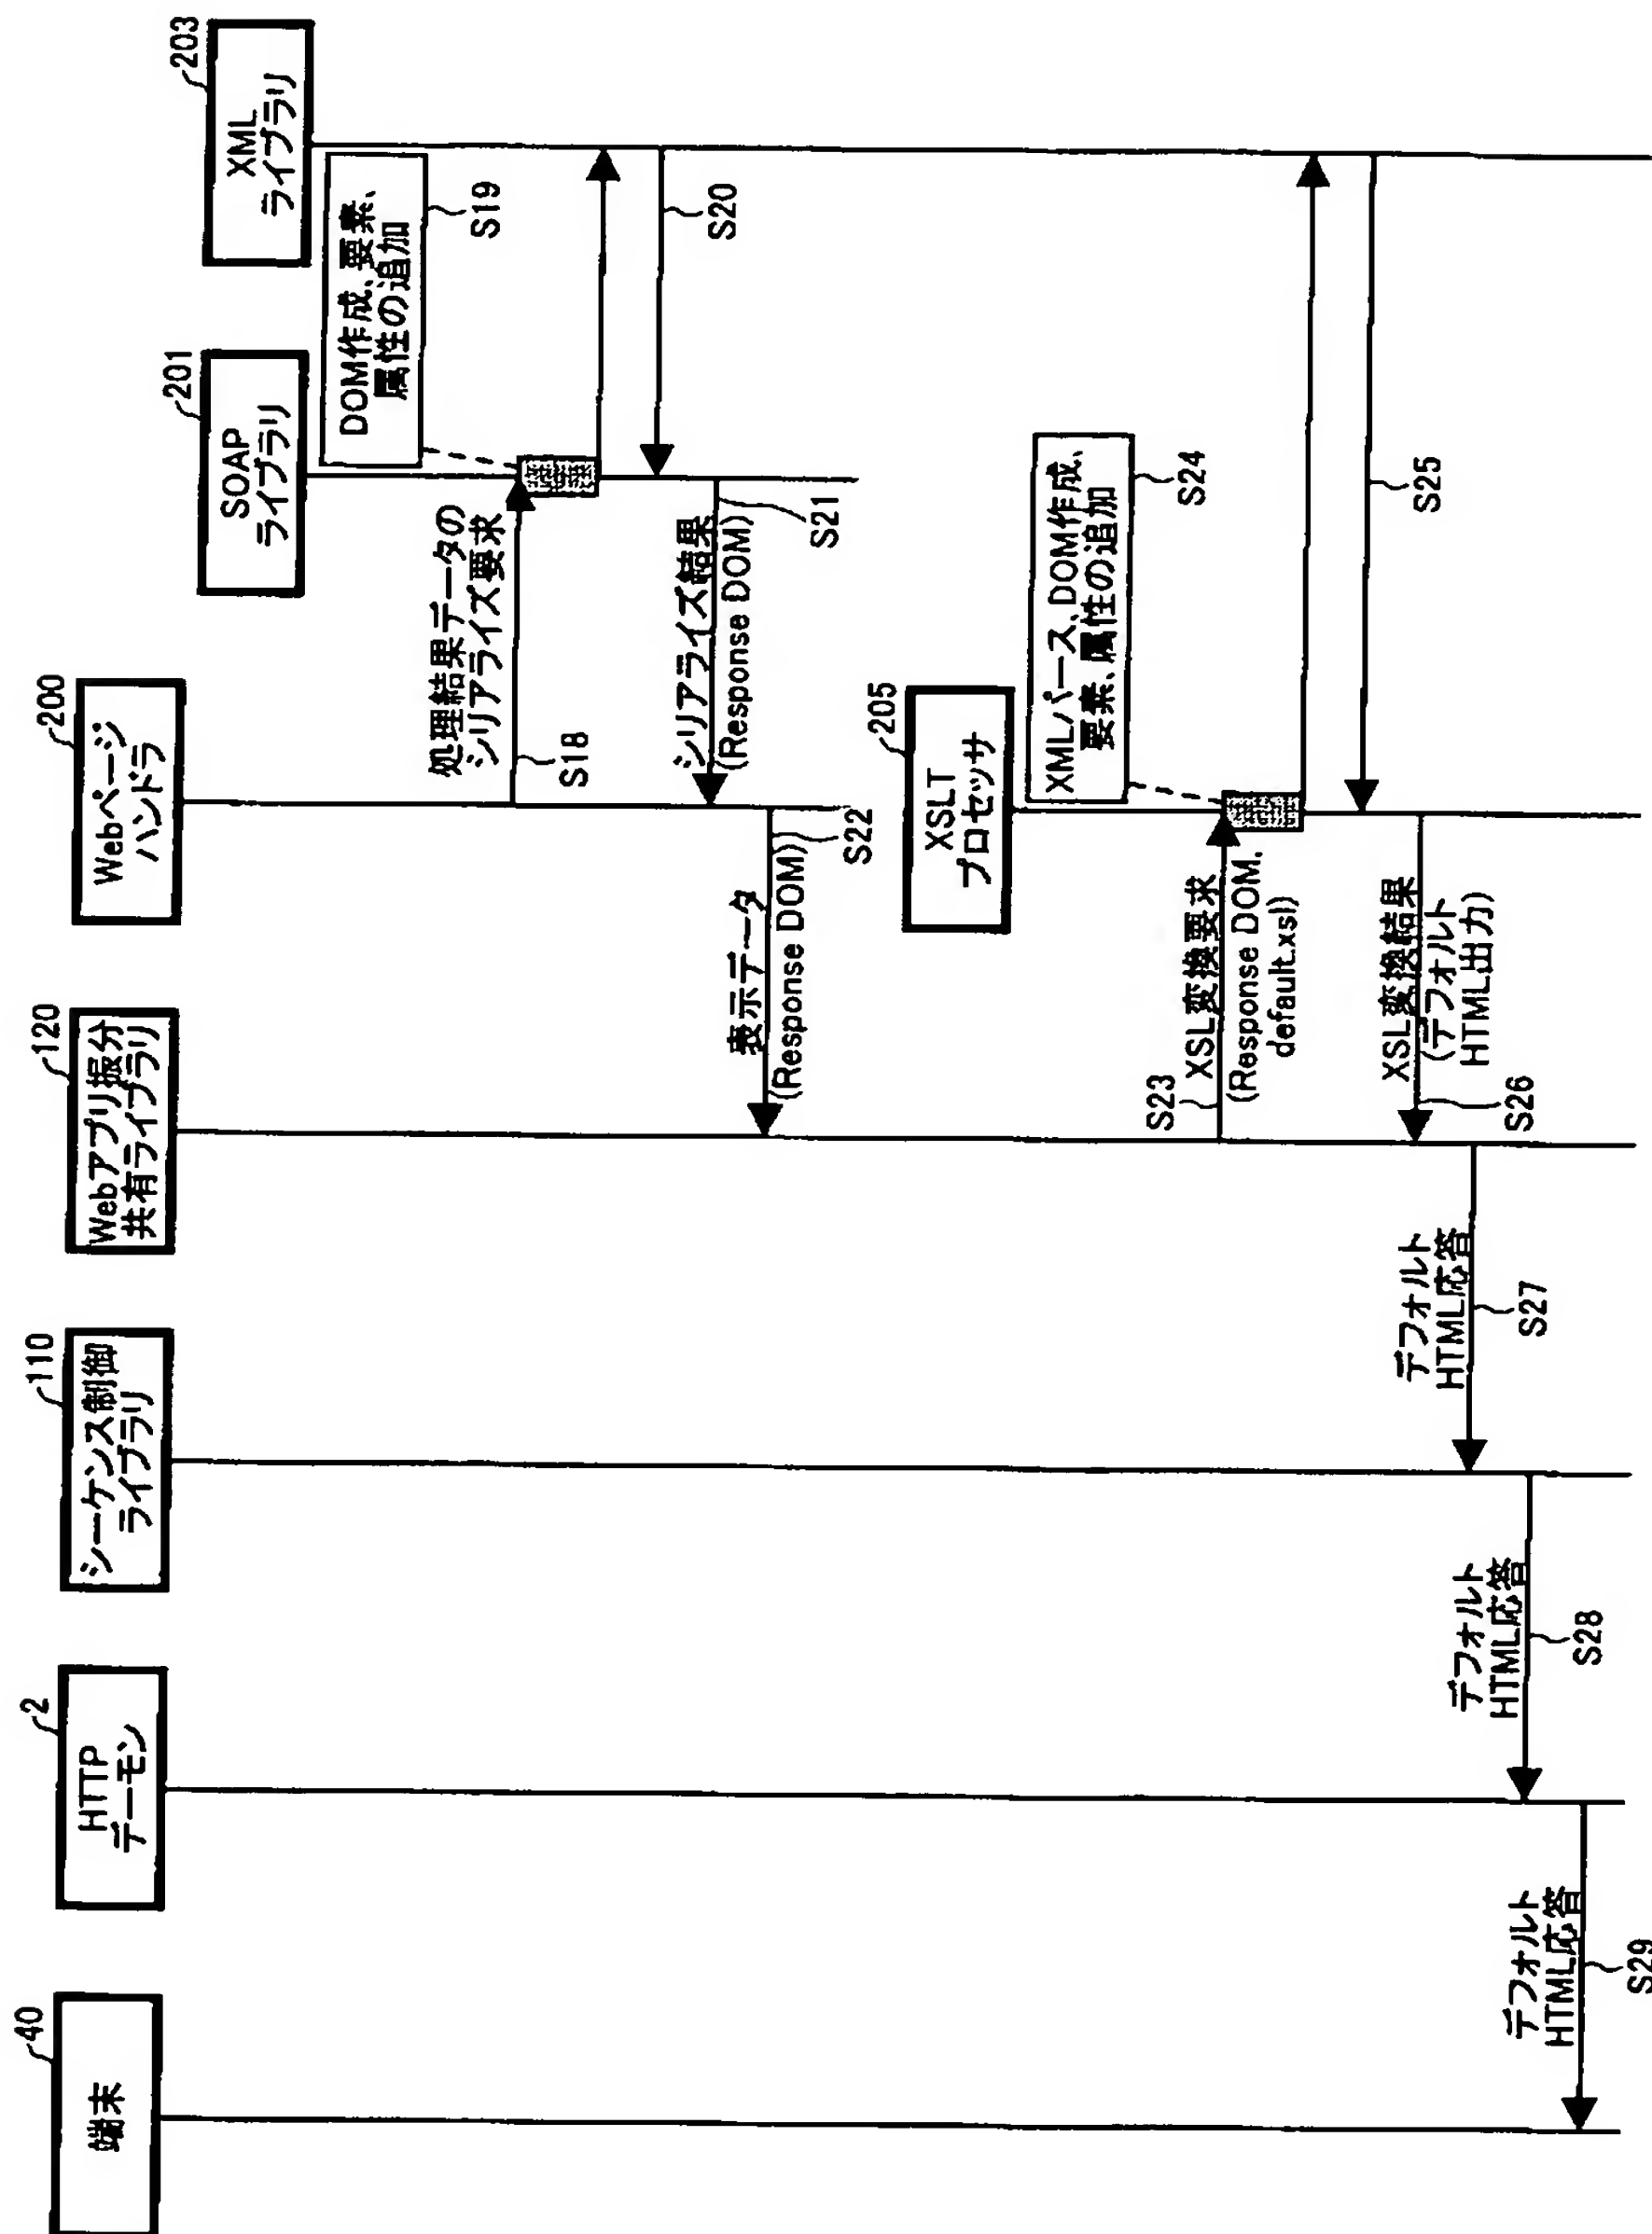 端末
40
HTTP
デーモン
2
シーケンス制御
ライブラリ
110
Webアプリ振分
共有ライブラリ
120
Webページ
ハンドラ
200
SOAP
ライブラリ
201
XML
ライブラリ
203
処理結果データの
シリアライズ要求
S18
DOM作成、要素、
属性の追加
S19
S20
シリアライズ結果
(Response DOM)
S21
表示データ
(Response DOM)
S22
XSLT
プロセッサ
205
XSL変換要求
(Response DOM.
default.xsl)
S23
XMLパース、DOM作成、
要素、属性の追加
S24
S25
XSL変換結果
(デフォルト
HTML出力)
S26
デフォルト
HTML応答
S27
デフォルト
HTML応答
S28
デフォルト
HTML応答
S29